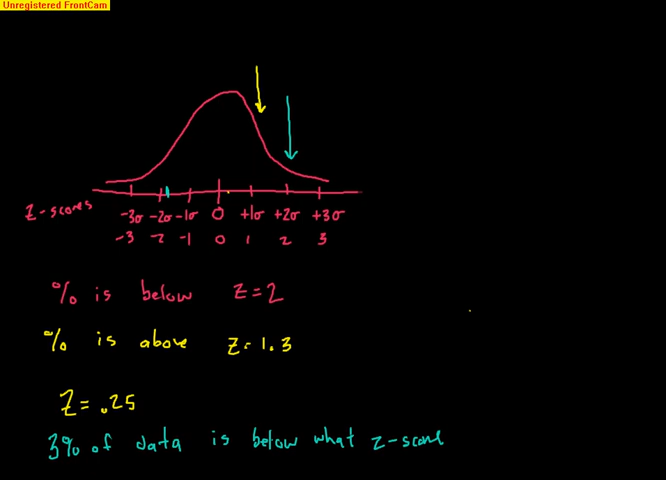 Unregistered FrontCam
z-scores
-3σ -2σ -1σ 0 +1σ +2σ +3σ
-3 -2 -1 0 1 2 3
% is below z=2
% is above z=1.3
z=.25
3% of data is below what z-score